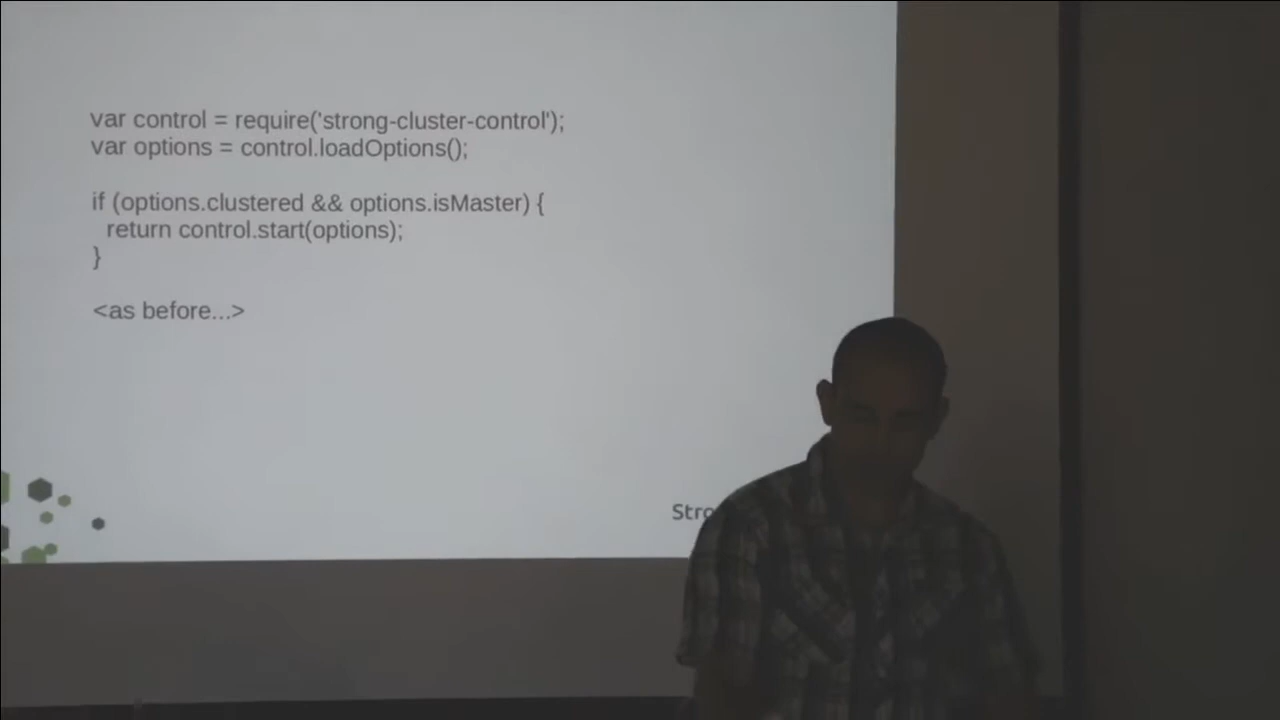 var control = require('strong-cluster-control');
var options = control.loadOptions();
if (options.clustered && options.isMaster) {
return control.start(options);
}
<as before...>